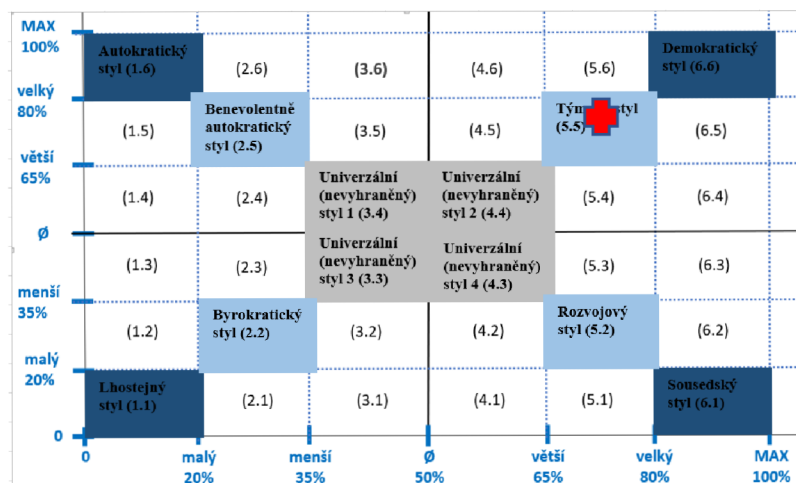 MAX
100%
Autokratický
styl (1.6)
(2.6)
(3.6)
(4.6)
(5.6)
Demokratický
styl (6.6)
velký
80%
(1.5)
Benevolentně
autokratický
styl (2.5)
(3.5)
(4.5)
styl
(5.5)
(6.5)
větší
65%
(1.4)
(2.4)
Univerzální
(nevyhraněný)
styl 1 (3.4)
Univerzální
(nevyhraněný)
styl 2 (4.4)
(5.4)
(6.4)
Ø
(1.3)
(2.3)
Univerzální
(nevyhraněný)
styl 3 (3.3)
Univerzální
(nevyhraněný)
styl 4 (4.3)
(5.3)
(6.3)
menší
35%
(1.2)
Byrokratický
styl (2.2)
(3.2)
(4.2)
Rozvojový
styl (5.2)
(6.2)
malý
20%
Lhostejný
styl (1.1)
(2.1)
(3.1)
(4.1)
(5.1)
Sousedský
styl (6.1)
0
0
malý
20%
menší
35%
Ø
50%
větší
65%
velký
80%
MAX
100%